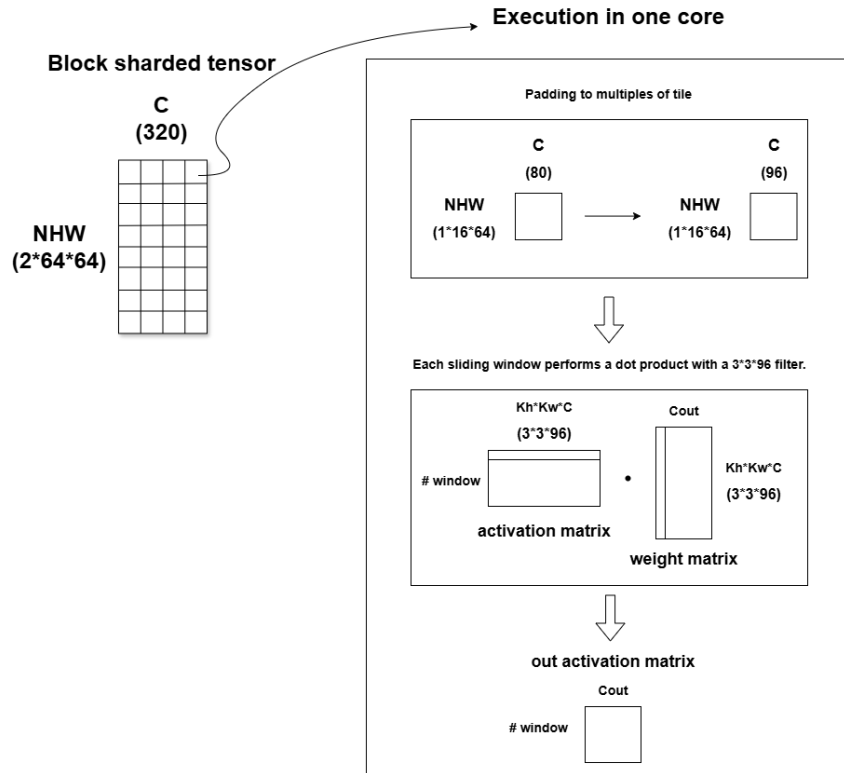 Execution in one core
Block sharded tensor
C
(320)
NHW
(2*64*64)
Padding to multiples of tile
C
(80)
NHW
(1*16*64)
C
(96)
NHW
(1*16*64)
Each sliding window performs a dot product with a 3*3*96 filter.
Kh*Kw*C
(3*3*96)
# window
activation matrix
•
Cout
Kh*Kw*C
(3*3*96)
weight matrix
out activation matrix
Cout
# window